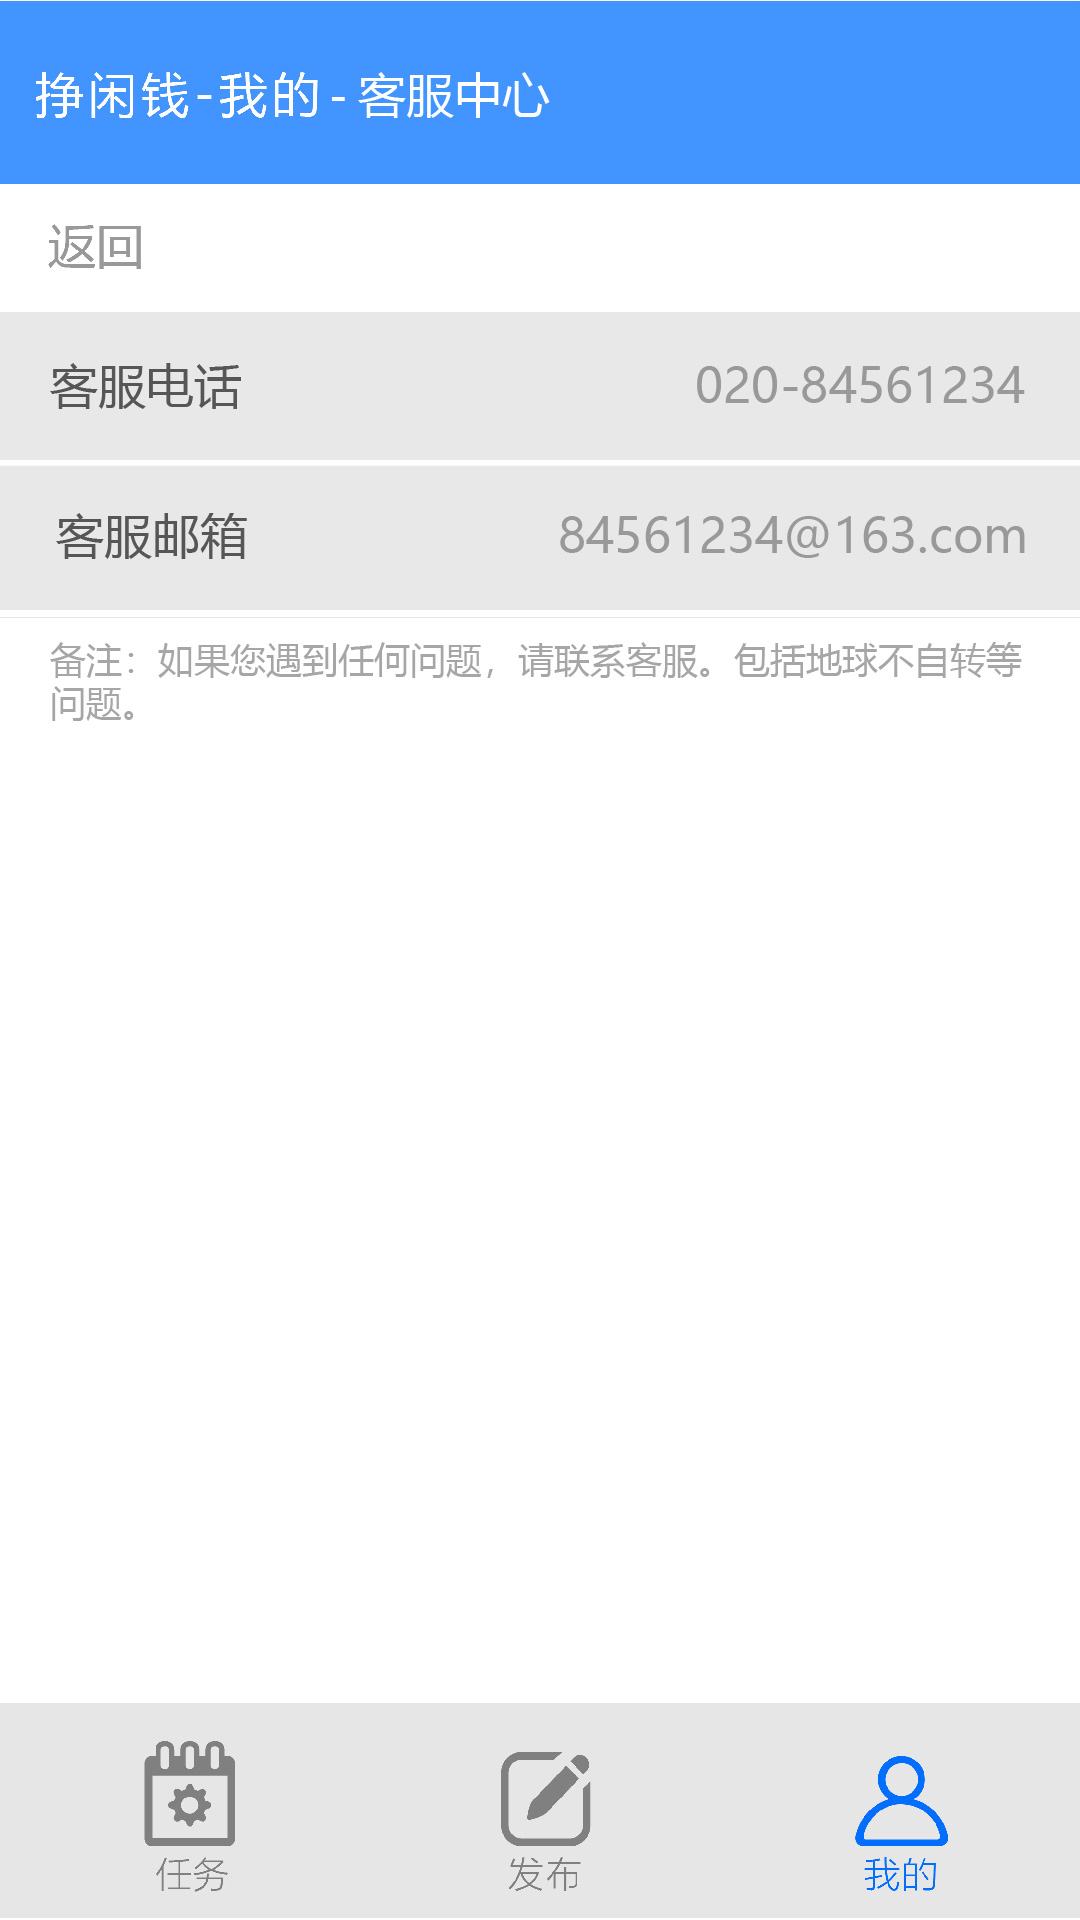 挣闲钱-我的-客服中心
返回
客服电话 020-84561234
客服邮箱 84561234@163.com
备注：如果您遇到任何问题，请联系客服。包括地球不自转等
问题。
任务 发布 我的